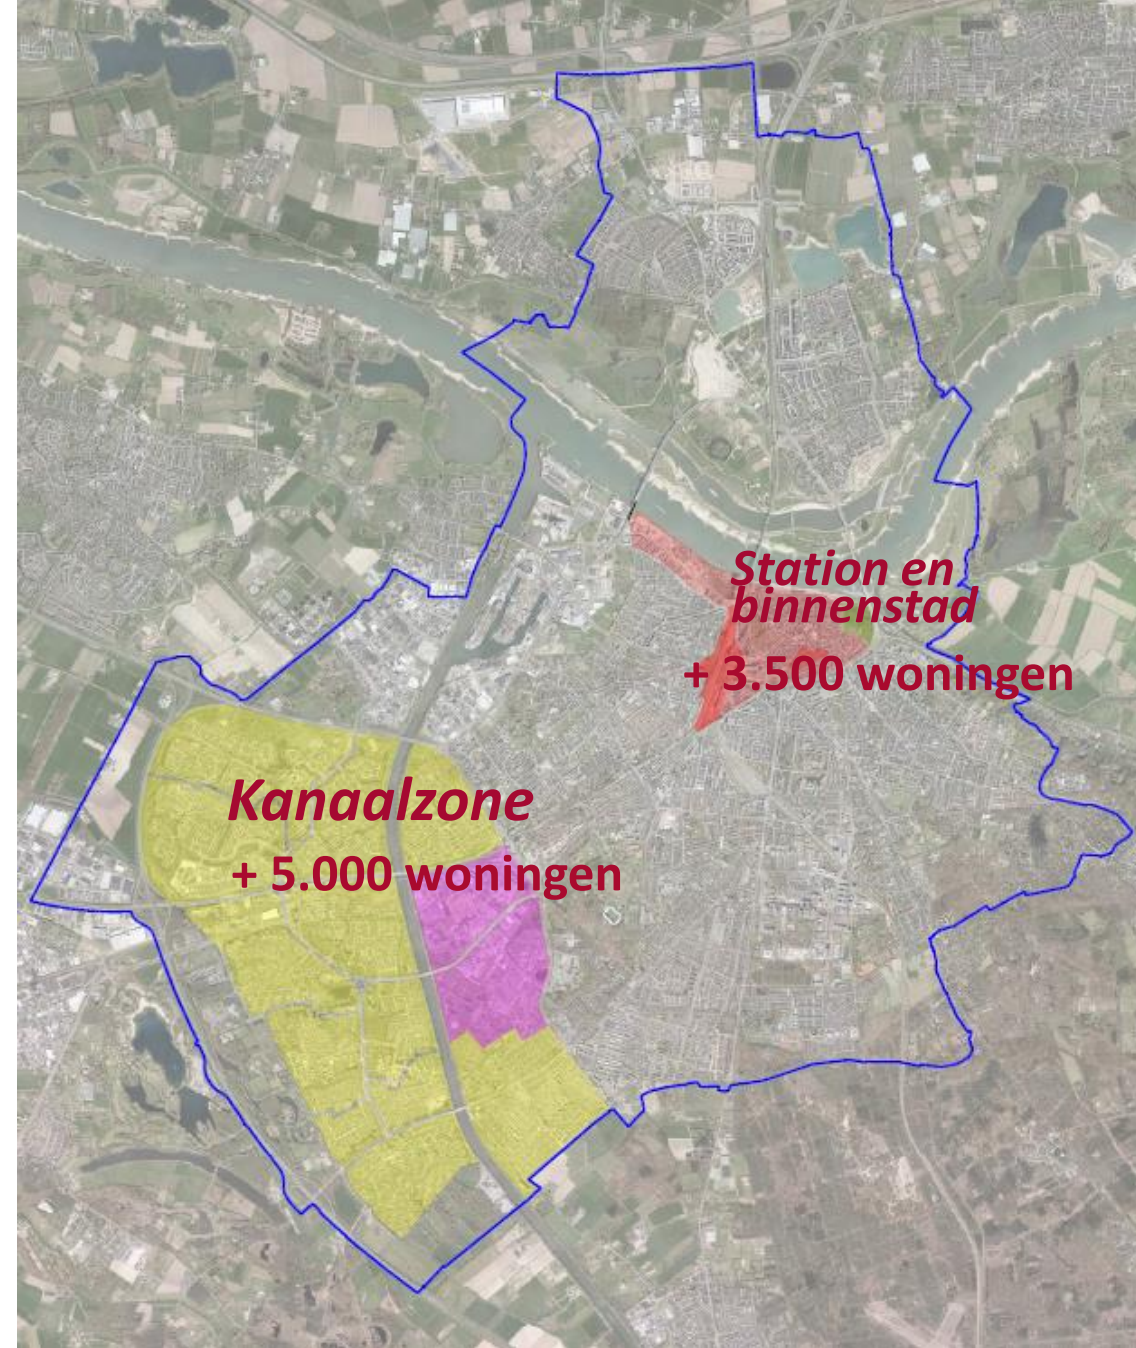 Station en
binnenstad
+ 3.500 woningen
Kanaalzone
+ 5.000 woningen